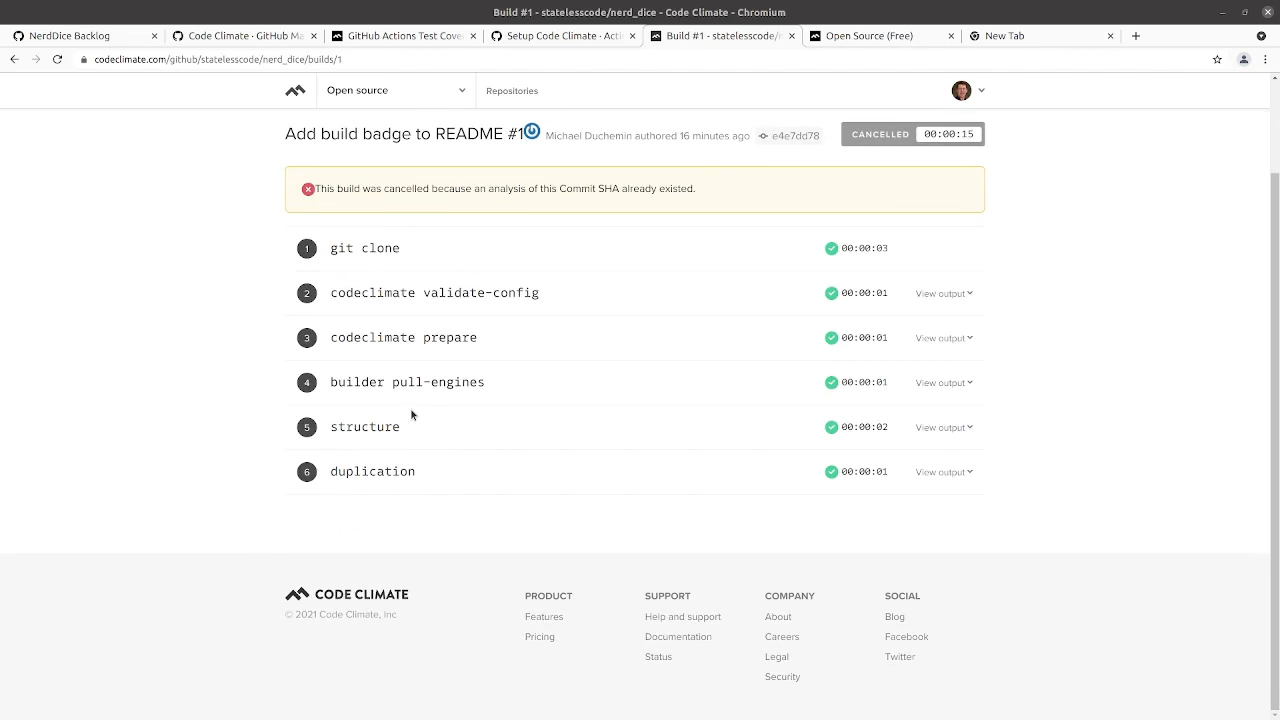 Build #1 - statelesscode/nerd_dice - Code Climate - Chromium
NerdDice Backlog
Code Climate · GitHub Ma
GitHub Actions Test Cove
Setup Code Climate · Acti
Build #1 - statelesscode/n
Open Source (Free)
New Tab
codeclimate.com/github/statelesscode/nerd_dice/builds/1
Open source
Repositories
Add build badge to README #1
Michael Duchemin authored 16 minutes ago
e4e7dd78
CANCELLED 00:00:15
This build was cancelled because an analysis of this Commit SHA already existed.
1 git clone 00:00:03
2 codeclimate validate-config 00:00:01 View output
3 codeclimate prepare 00:00:01 View output
4 builder pull-engines 00:00:01 View output
5 structure 00:00:02 View output
6 duplication 00:00:01 View output
CODE CLIMATE
© 2021 Code Climate, Inc
PRODUCT
Features
Pricing
SUPPORT
Help and support
Documentation
Status
COMPANY
About
Careers
Legal
Security
SOCIAL
Blog
Facebook
Twitter